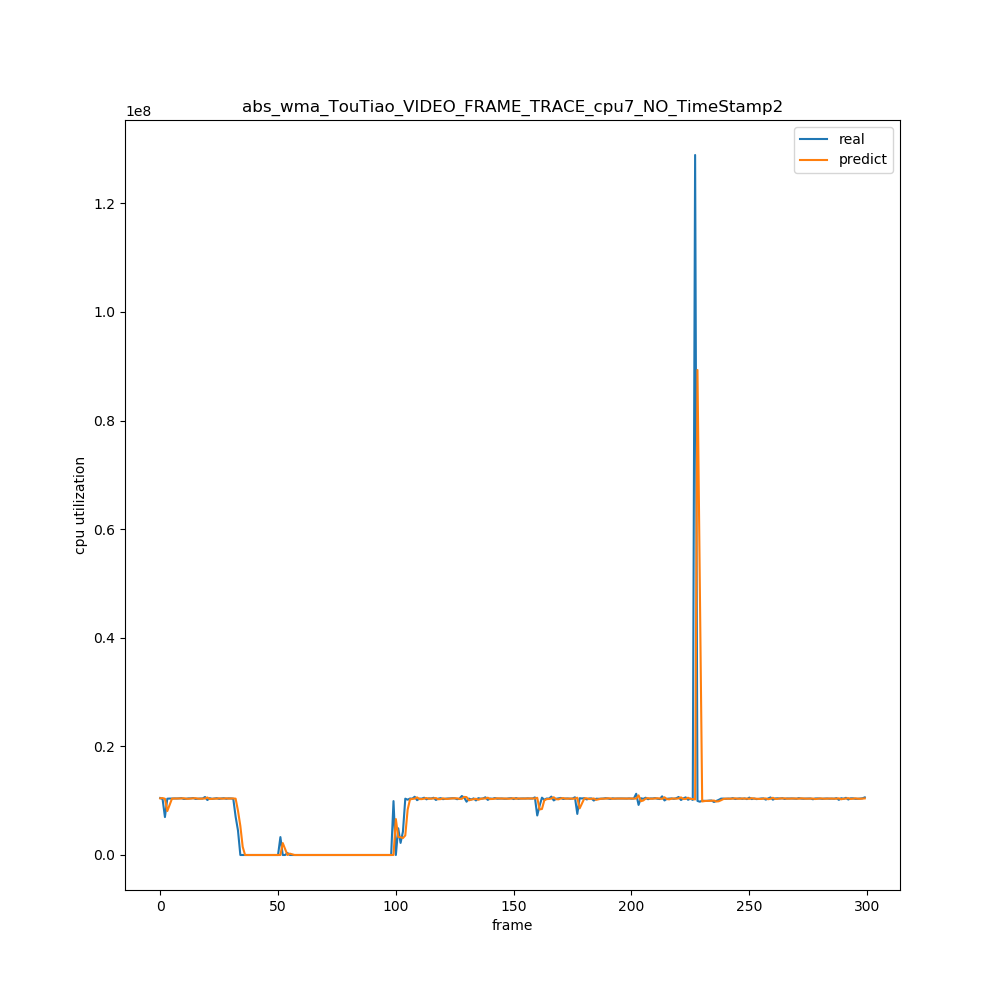 abs_wma_TouTiao_VIDEO_FRAME_TRACE_cpu7_NO_TimeStamp2
1e8
real
predict
1.2
1.0
0.8
0.6
0.4
0.2
0.0
cpu utilization
0 50 100 150 200 250 300
frame